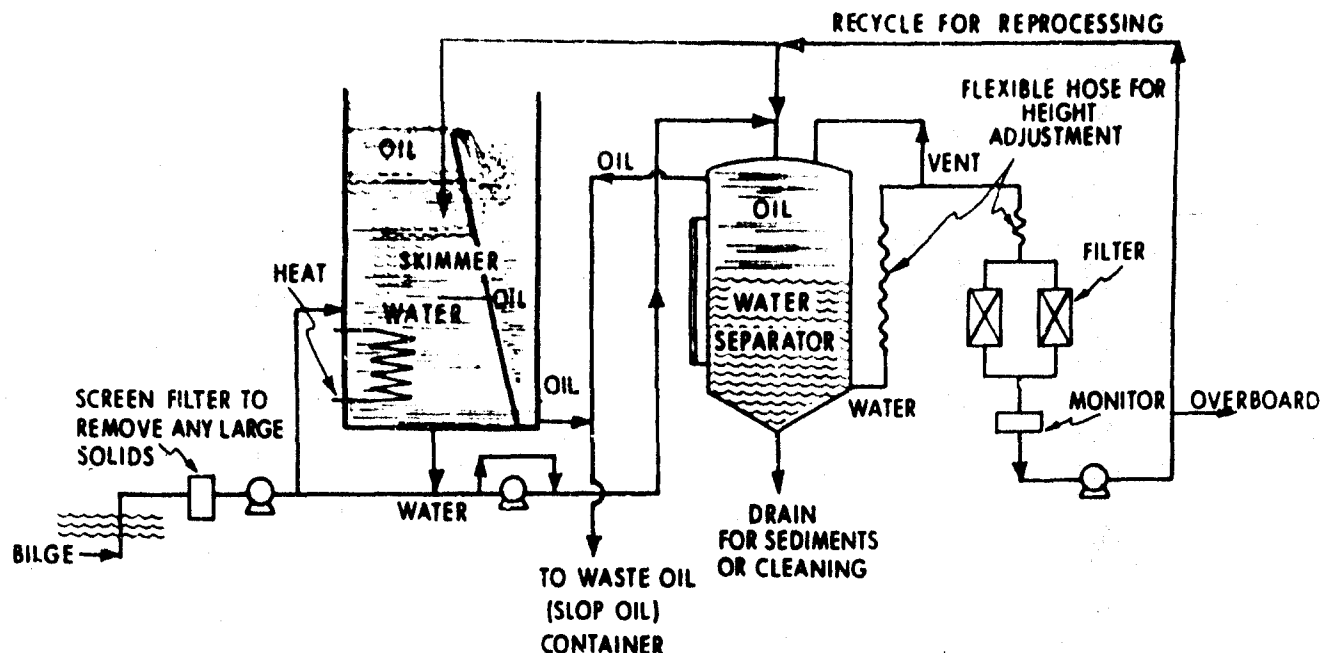 RECYCLE FOR REPROCESSING
FLEXIBLE HOSE FOR
HEIGHT
ADJUSTMENT
OIL
OIL
VENT
OIL
SKIMMER
HEAT
FILTER
OIL
WATER
WATER
SEPARATOR
OIL
WATER
MONITOR
OVERBOARD
SCREEN FILTER TO
REMOVE ANY LARGE
SOLIDS
WATER
BILGE
DRAIN
FOR SEDIMENTS
OR CLEANING
TO WASTE OIL
(SLOP OIL)
CONTAINER